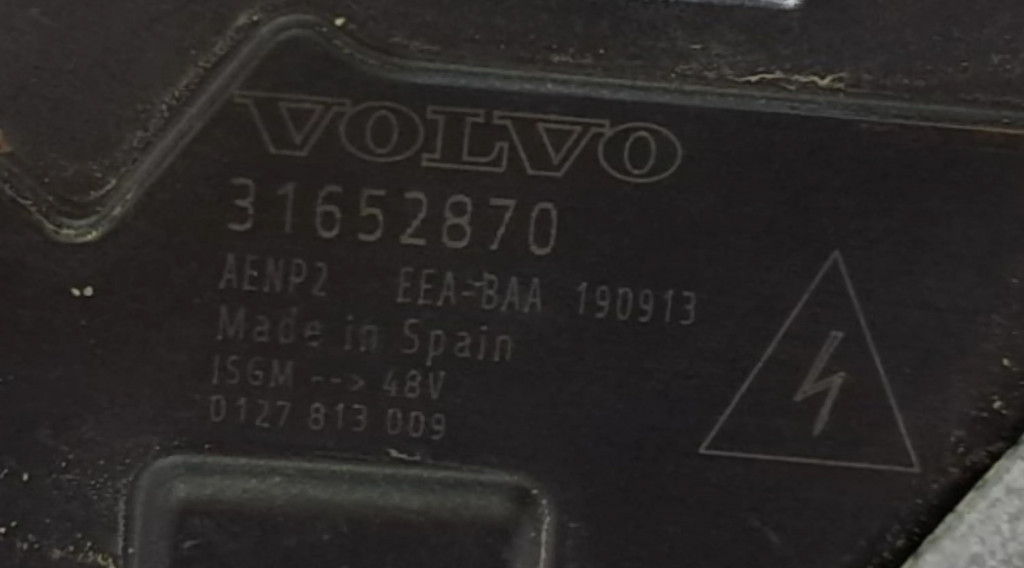 VOLVO
31652870
AENP2 EEA-BAA 190913
Made in Spain
ISGM --> 48V
0127 813 009